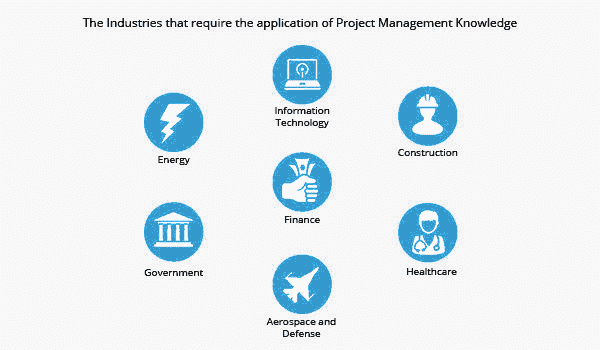 The Industries that require the application of Project Management Knowledge
Information
Technology
Energy
Construction
Finance
Government
Healthcare
Aerospace and
Defense